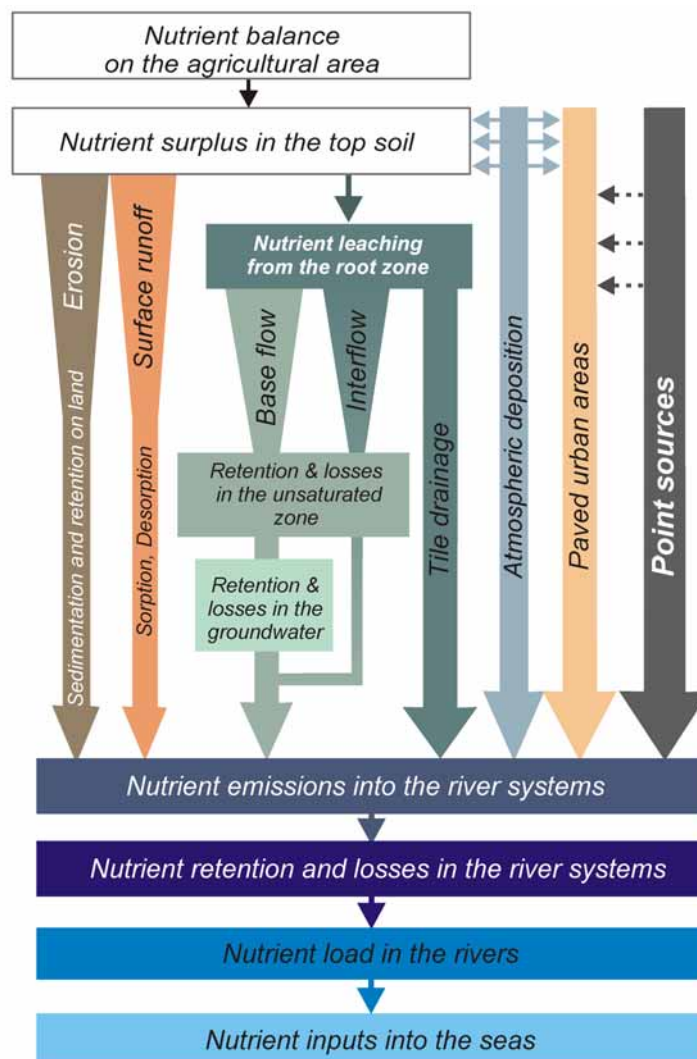 Nutrient balance
on the agricultural area
Nutrient surplus in the top soil
Erosion
Sedimentation and retention on land
Surface runoff
Sorption, Desorption
Nutrient leaching
from the root zone
Base flow
Interflow
Retention & losses
in the unsaturated
zone
Retention &
losses in the
groundwater
Tile drainage
Atmospheric deposition
Paved urban areas
Point sources
Nutrient emissions into the river systems
Nutrient retention and losses in the river systems
Nutrient load in the rivers
Nutrient inputs into the seas